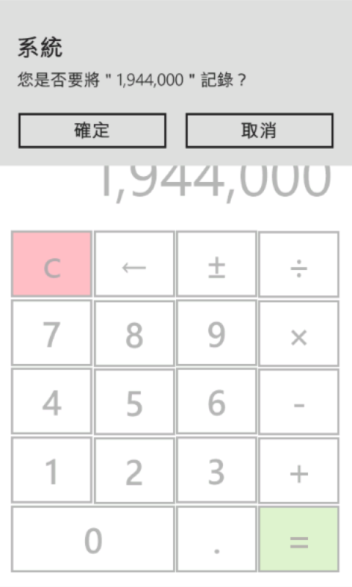 系統
您是否要將 " 1,944,000 " 記錄？
確定 取消
1,944,000
C ← ± ÷
7 8 9 ×
4 5 6 -
1 2 3 +
0 . =